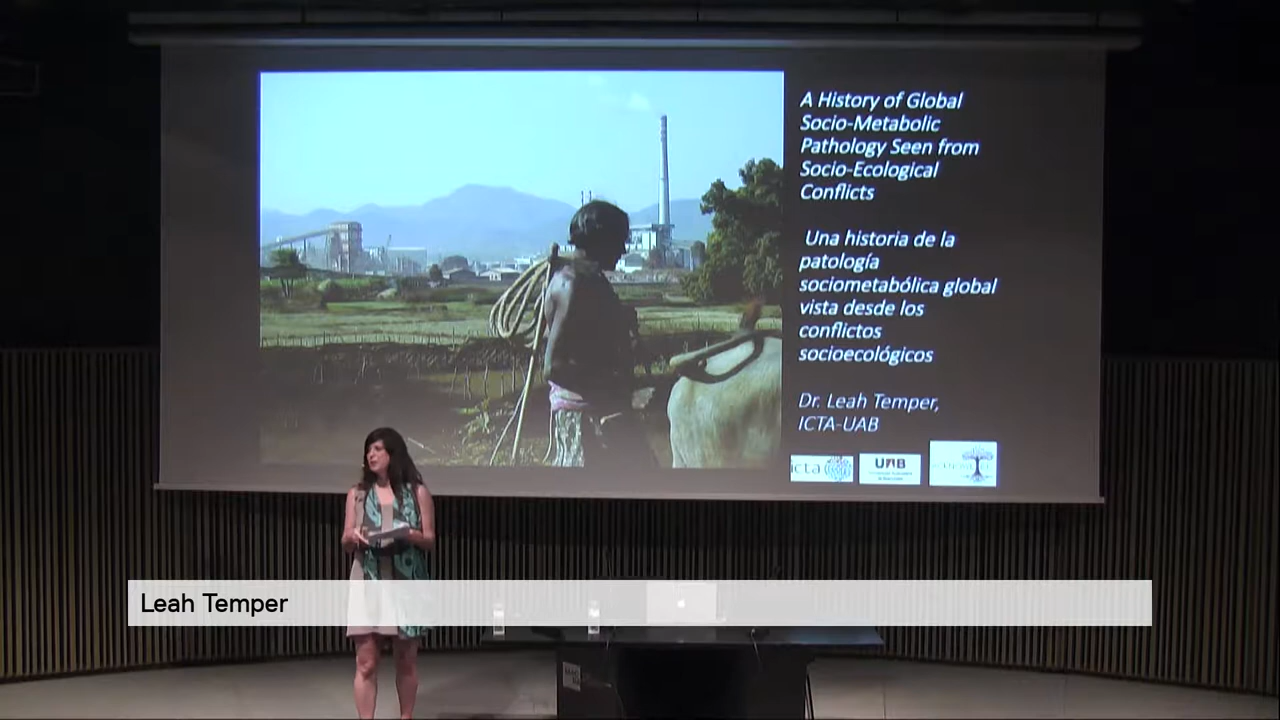 A History of Global
Socio-Metabolic
Pathology Seen from
Socio-Ecological
Conflicts
Una historia de la
patología
sociometabólica global
vista desde los
conflictos
socioecológicos
Dr. Leah Temper,
ICTA-UAB
icta
UAB
Leah Temper